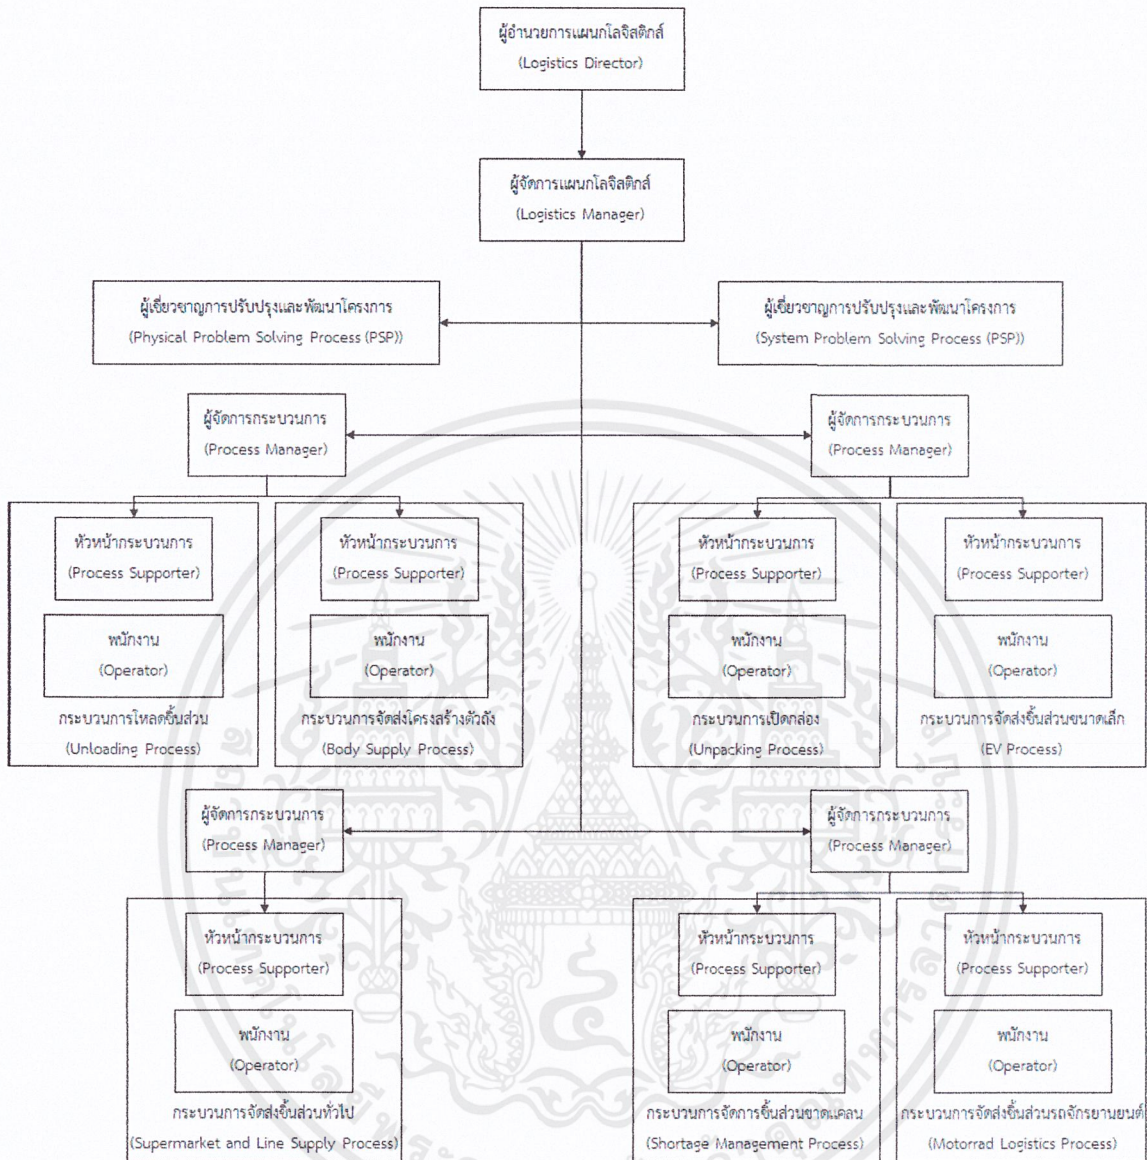 ผู้อำนวยการแผนกโลจิสติกส์
(Logistics Director)
ผู้จัดการแผนกโลจิสติกส์
(Logistics Manager)
ผู้เชี่ยวชาญการปรับปรุงและพัฒนาโครงการ
(Physical Problem Solving Process (PSP))
ผู้เชี่ยวชาญการปรับปรุงและพัฒนาโครงการ
(System Problem Solving Process (PSP))
ผู้จัดการกระบวนการ
(Process Manager)
ผู้จัดการกระบวนการ
(Process Manager)
หัวหน้ากระบวนการ
(Process Supporter)
พนักงาน
(Operator)
กระบวนการโหลดชิ้นส่วน
(Unloading Process)
หัวหน้ากระบวนการ
(Process Supporter)
พนักงาน
(Operator)
กระบวนการจัดส่งโครงสร้างตัวถัง
(Body Supply Process)
หัวหน้ากระบวนการ
(Process Supporter)
พนักงาน
(Operator)
กระบวนการเปิดกล่อง
(Unpacking Process)
หัวหน้ากระบวนการ
(Process Supporter)
พนักงาน
(Operator)
กระบวนการจัดส่งชิ้นส่วนขนาดเล็ก
(EV Process)
ผู้จัดการกระบวนการ
(Process Manager)
ผู้จัดการกระบวนการ
(Process Manager)
หัวหน้ากระบวนการ
(Process Supporter)
พนักงาน
(Operator)
กระบวนการจัดส่งชิ้นส่วนทั่วไป
(Supermarket and Line Supply Process)
หัวหน้ากระบวนการ
(Process Supporter)
พนักงาน
(Operator)
กระบวนการจัดการชิ้นส่วนขาดแคลน
(Shortage Management Process)
หัวหน้ากระบวนการ
(Process Supporter)
พนักงาน
(Operator)
กระบวนการจัดส่งชิ้นส่วนรถจักรยานยนต์
(Motorrad Logistics Process)